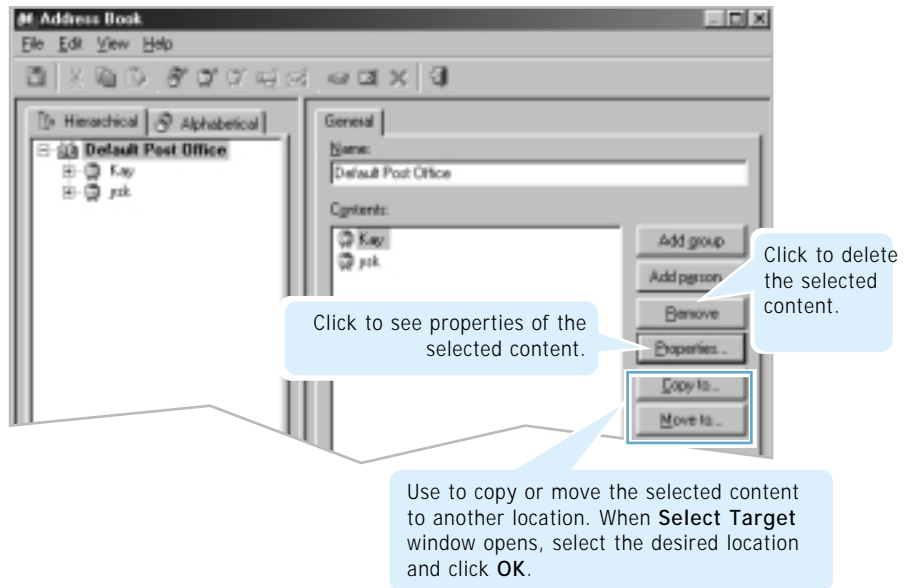 Address Book
File Edit View Help
Hierarchical Alphabetical
Default Post Office
Kay
General
Name:
Default Post Office
Contents:
Kay
Add group
Add person
Remove
Properties...
Copy to...
Move to...
Click to delete
the selected
content.
Click to see properties of the
selected content.
Use to copy or move the selected content
to another location. When Select Target
window opens, select the desired location
and click OK.